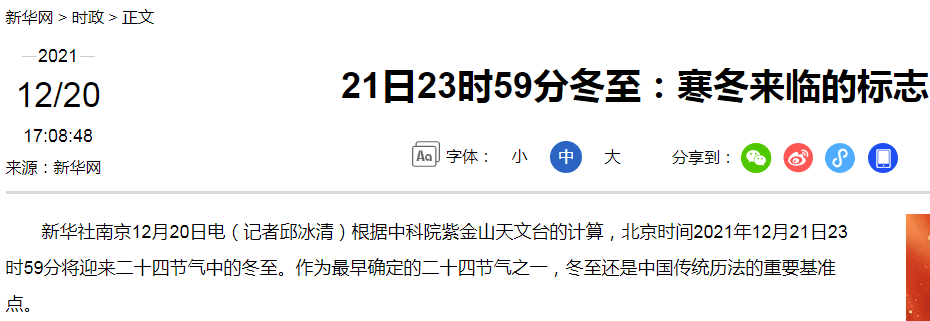 新华网 > 时政 > 正文
2021
12/20
17:08:48
来源：新华网
21日23时59分冬至：寒冬来临的标志
Aa 字体： 小 中 大 分享到：
新华社南京12月20日电（记者邱冰清）根据中科院紫金山天文台的计算，北京时间2021年12月21日23
时59分将迎来二十四节气中的冬至。作为最早确定的二十四节气之一，冬至还是中国传统历法的重要基准
点。